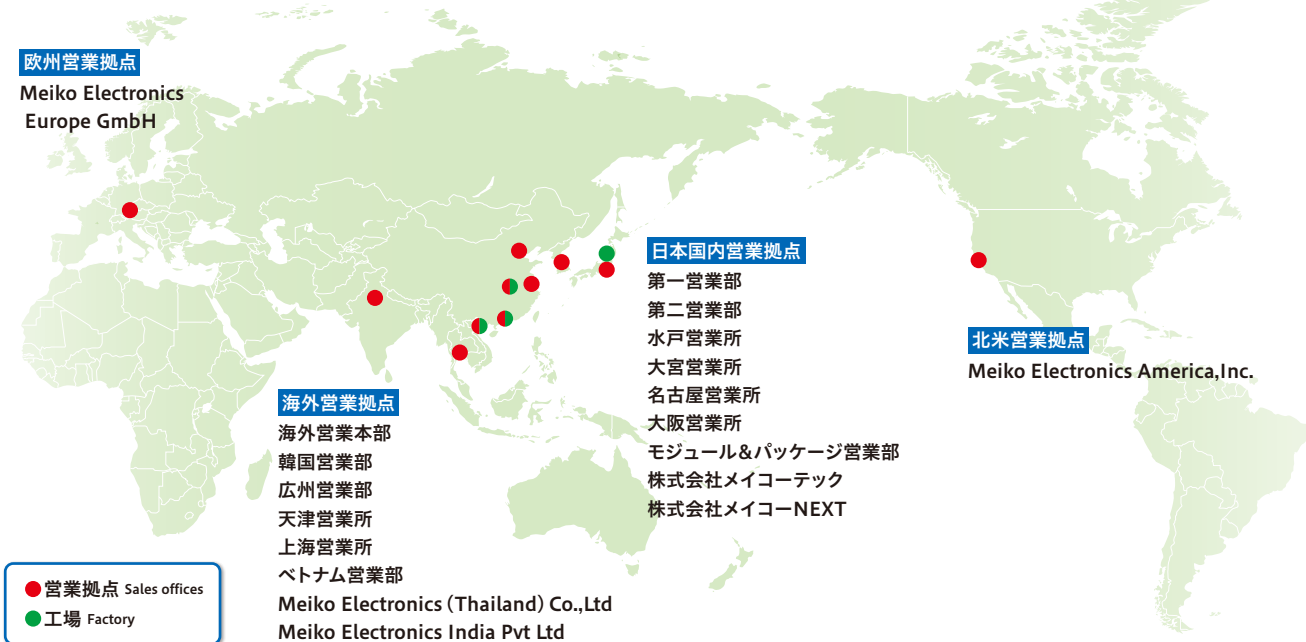 欧州営業拠点
Meiko Electronics
Europe GmbH
日本国内営業拠点
第一営業部
第二営業部
水戸営業所
大宮営業所
名古屋営業所
大阪営業所
モジュール&パッケージ営業部
株式会社メイコーテック
株式会社メイコーNEXT
北米営業拠点
Meiko Electronics America,Inc.
海外営業拠点
海外営業本部
韓国営業部
広州営業部
天津営業所
上海営業所
ベトナム営業部
Meiko Electronics (Thailand) Co.,Ltd
Meiko Electronics India Pvt Ltd
営業拠点 Sales offices
工場 Factory